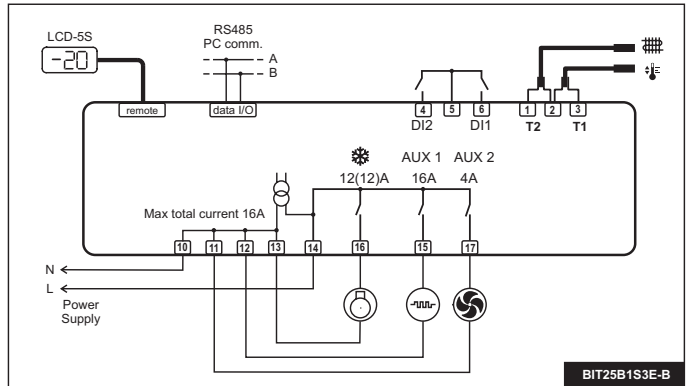 LCD-5S
-20
RS485
PC comm.
A
B
remote
data I/O
4 5 6
DI2 DI1
1 2 3
T2 T1
AUX 1 AUX 2
12(12)A 16A 4A
Max total current 16A
10 11 12 13 14 16 15 17
N
L
Power
Supply
BIT25B1S3E-B